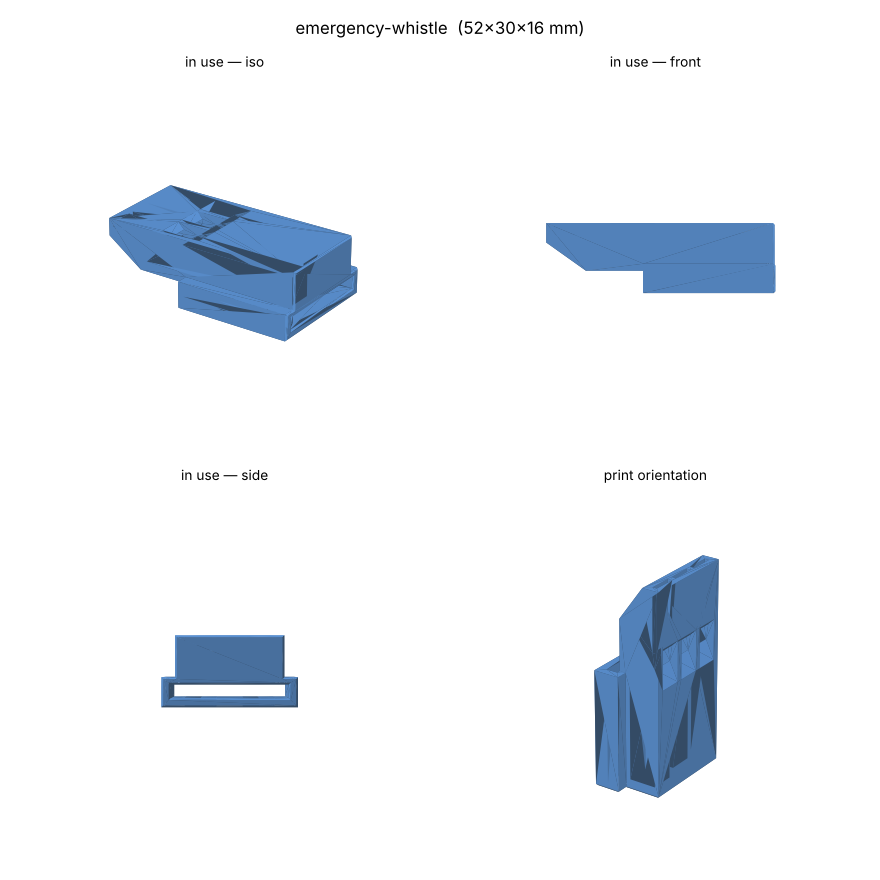 emergency-whistle (52×30×16 mm)
in use — iso
in use — front
in use — side
print orientation